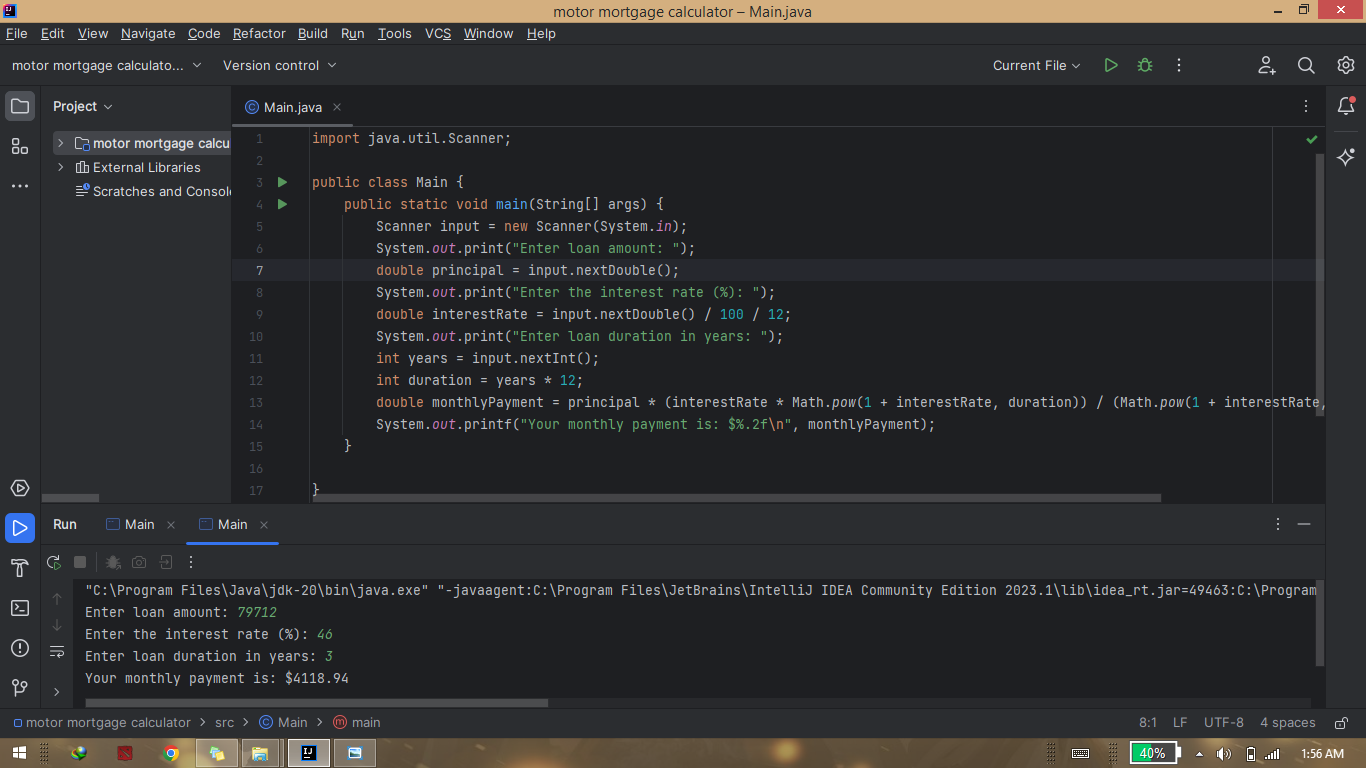 motor mortgage calculator – Main.java
File Edit View Navigate Code Refactor Build Run Tools VCS Window Help
motor mortgage calculato... Version control Current File
Project
Main.java
motor mortgage calcu
External Libraries
Scratches and Consol
1 import java.util.Scanner;
2
3 public class Main {
4 public static void main(String[] args) {
5 Scanner input = new Scanner(System.in);
6 System.out.print("Enter loan amount: ");
7 double principal = input.nextDouble();
8 System.out.print("Enter the interest rate (%): ");
9 double interestRate = input.nextDouble() / 100 / 12;
10 System.out.print("Enter loan duration in years: ");
11 int years = input.nextInt();
12 int duration = years * 12;
13 double monthlyPayment = principal * (interestRate * Math.pow(1 + interestRate, duration)) / (Math.pow(1 + interestRate,
14 System.out.printf("Your monthly payment is: $%.2f\n", monthlyPayment);
15 }
16
17 }
Run Main Main
"C:\Program Files\Java\jdk-20\bin\java.exe" "-javaagent:C:\Program Files\JetBrains\IntelliJ IDEA Community Edition 2023.1\lib\idea_rt.jar=49463:C:\Program
Enter loan amount: 79712
Enter the interest rate (%): 46
Enter loan duration in years: 3
Your monthly payment is: $4118.94
motor mortgage calculator > src > Main > main
8:1 LF UTF-8 4 spaces
40% 1:56 AM